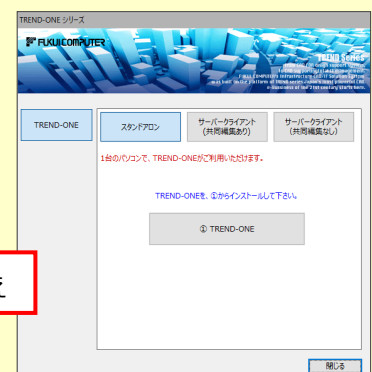 TREND-ONE シリーズ
FUKUI COMPUTER
TREND Series
TREND-ONE
スタンドアロン
サーバークライアント
(共同編集あり)
サーバークライアント
(共同編集なし)
1台のパソコンで、TREND-ONEがご利用いただけます。
TREND-ONEを、①からインストールして下さい。
① TREND-ONE
閉じる